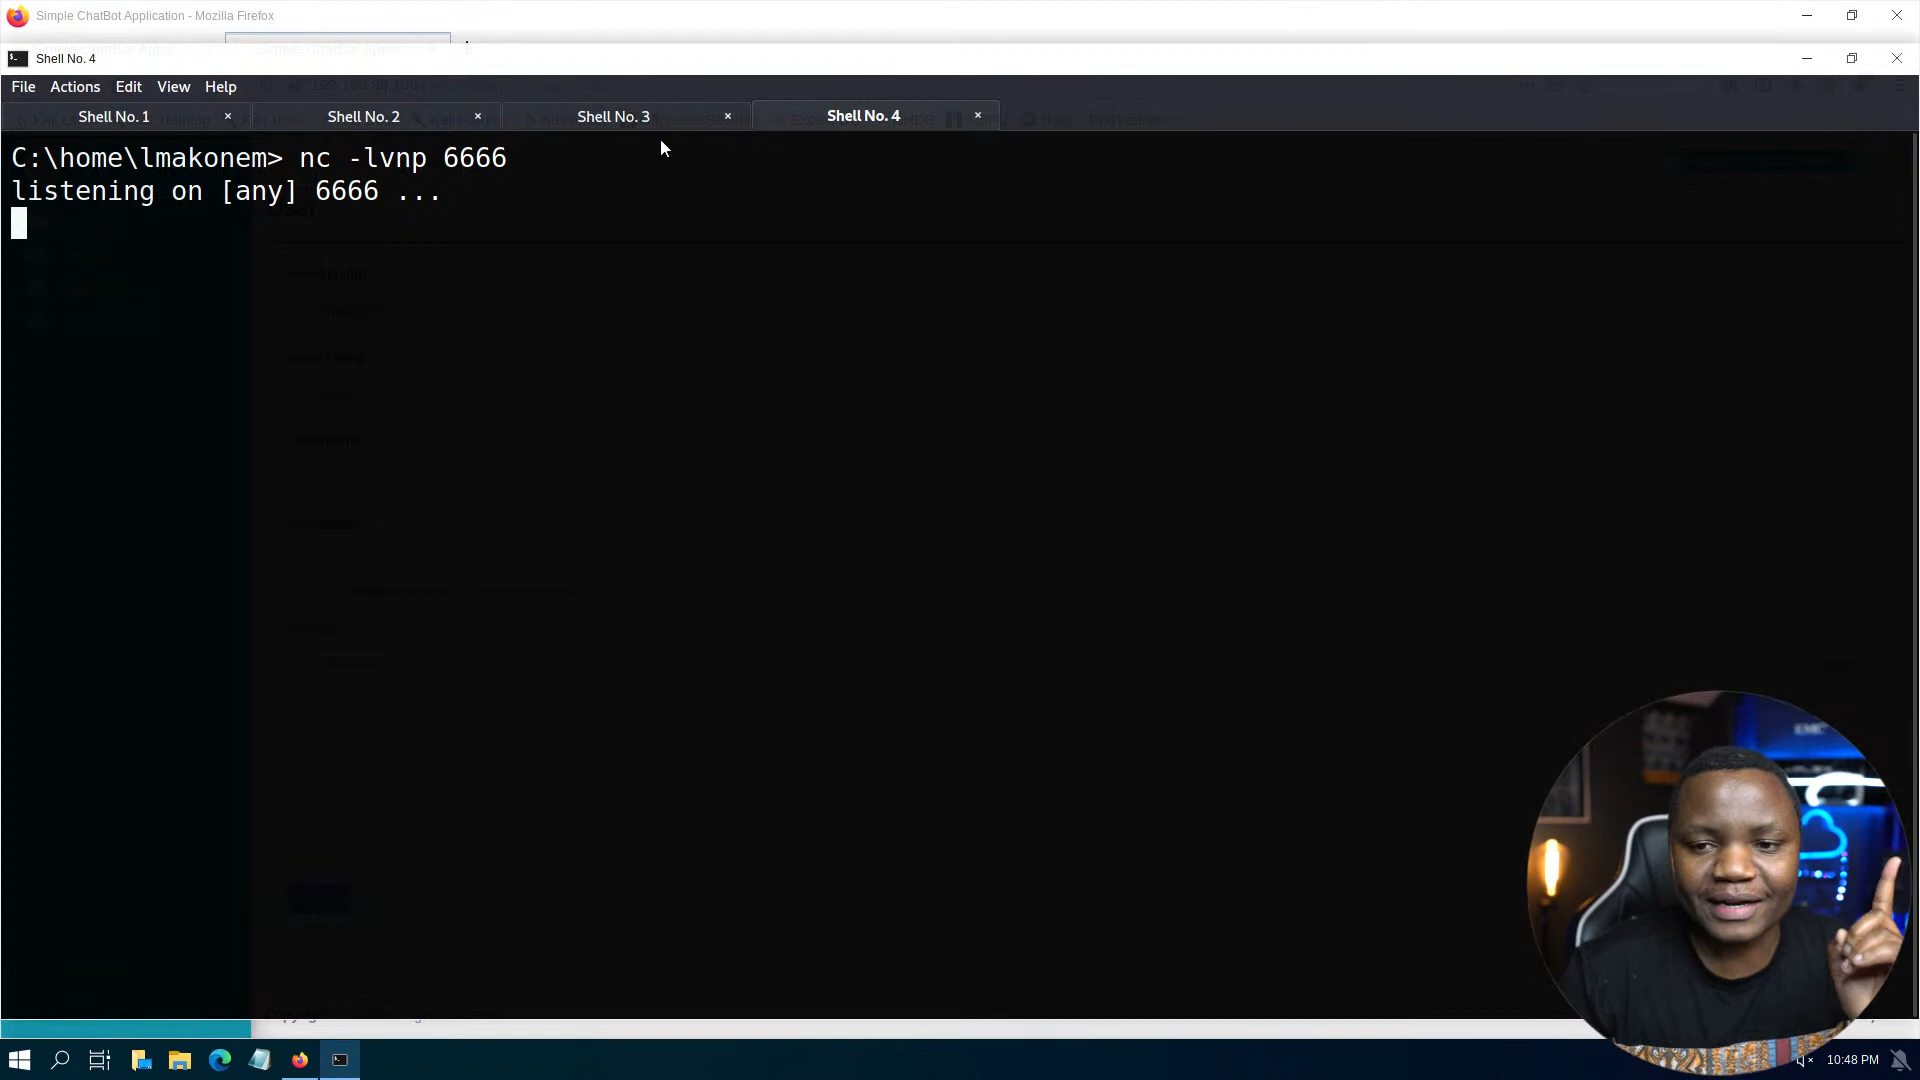 Simple ChatBot Application - Mozilla Firefox
Shell No. 4
File Actions Edit View Help
Shell No. 1 × Shell No. 2 × Shell No. 3 × Shell No. 4 ×
C:\home\lmakonem> nc -lvnp 6666
listening on [any] 6666 ...
10:48 PM